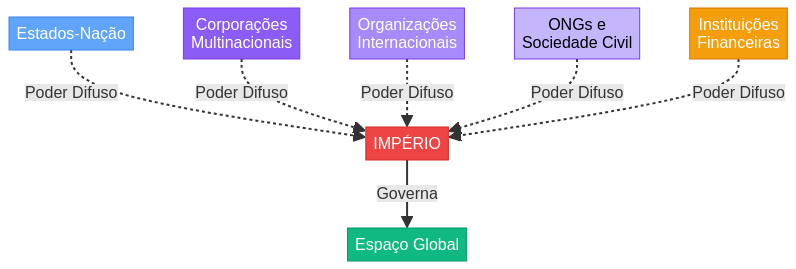 Estados-Nação
Corporações
Multinacionais
Organizações
Internacionais
ONGs e
Sociedade Civil
Instituições
Financeiras
Poder Difuso
Poder Difuso
Poder Difuso
Poder Difuso
Poder Difuso
IMPÉRIO
Governa
Espaço Global